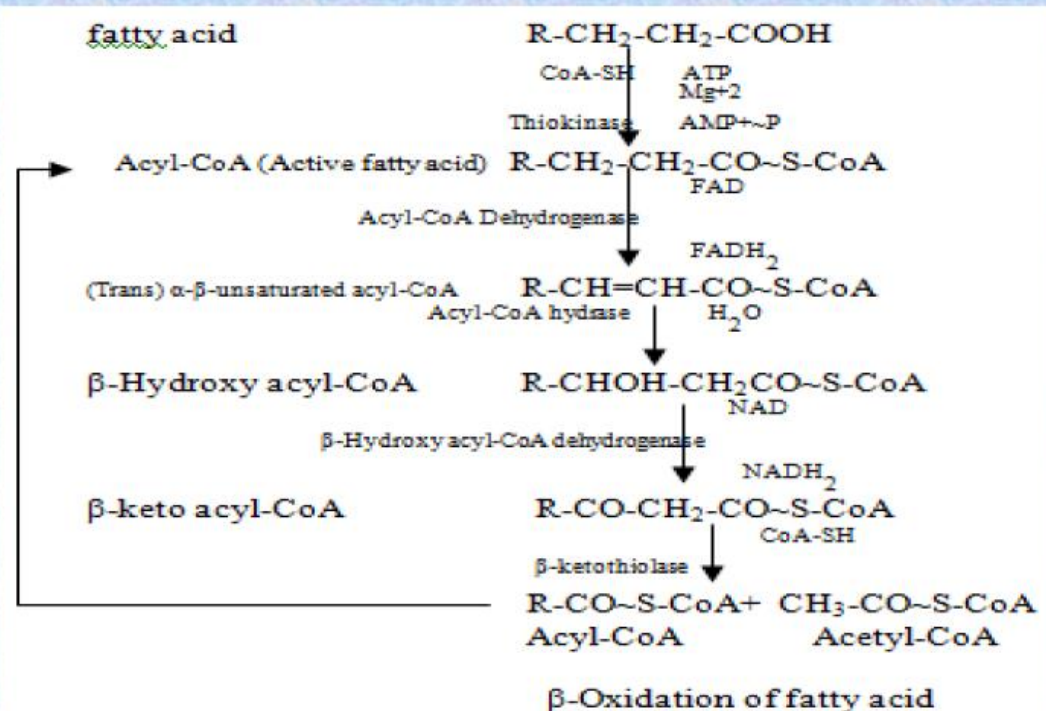 fatty acid R-CH₂-CH₂-COOH
CoA-SH ATP
Mg+2
Thiokinase AMP+~P
Acyl-CoA (Active fatty acid) R-CH₂-CH₂-CO~S-CoA
FAD
Acyl-CoA Dehydrogenase
FADH₂
(Trans) α-β-unsaturated acyl-CoA R-CH=CH-CO~S-CoA
Acyl-CoA hydrase H₂O
β-Hydroxy acyl-CoA R-CHOH-CH₂CO~S-CoA
NAD
β-Hydroxy acyl-CoA dehydrogenase
NADH₂
β-keto acyl-CoA R-CO-CH₂-CO~S-CoA
CoA-SH
β-ketothiolase
R-CO~S-CoA+ CH₃-CO~S-CoA
Acyl-CoA Acetyl-CoA
β-Oxidation of fatty acid